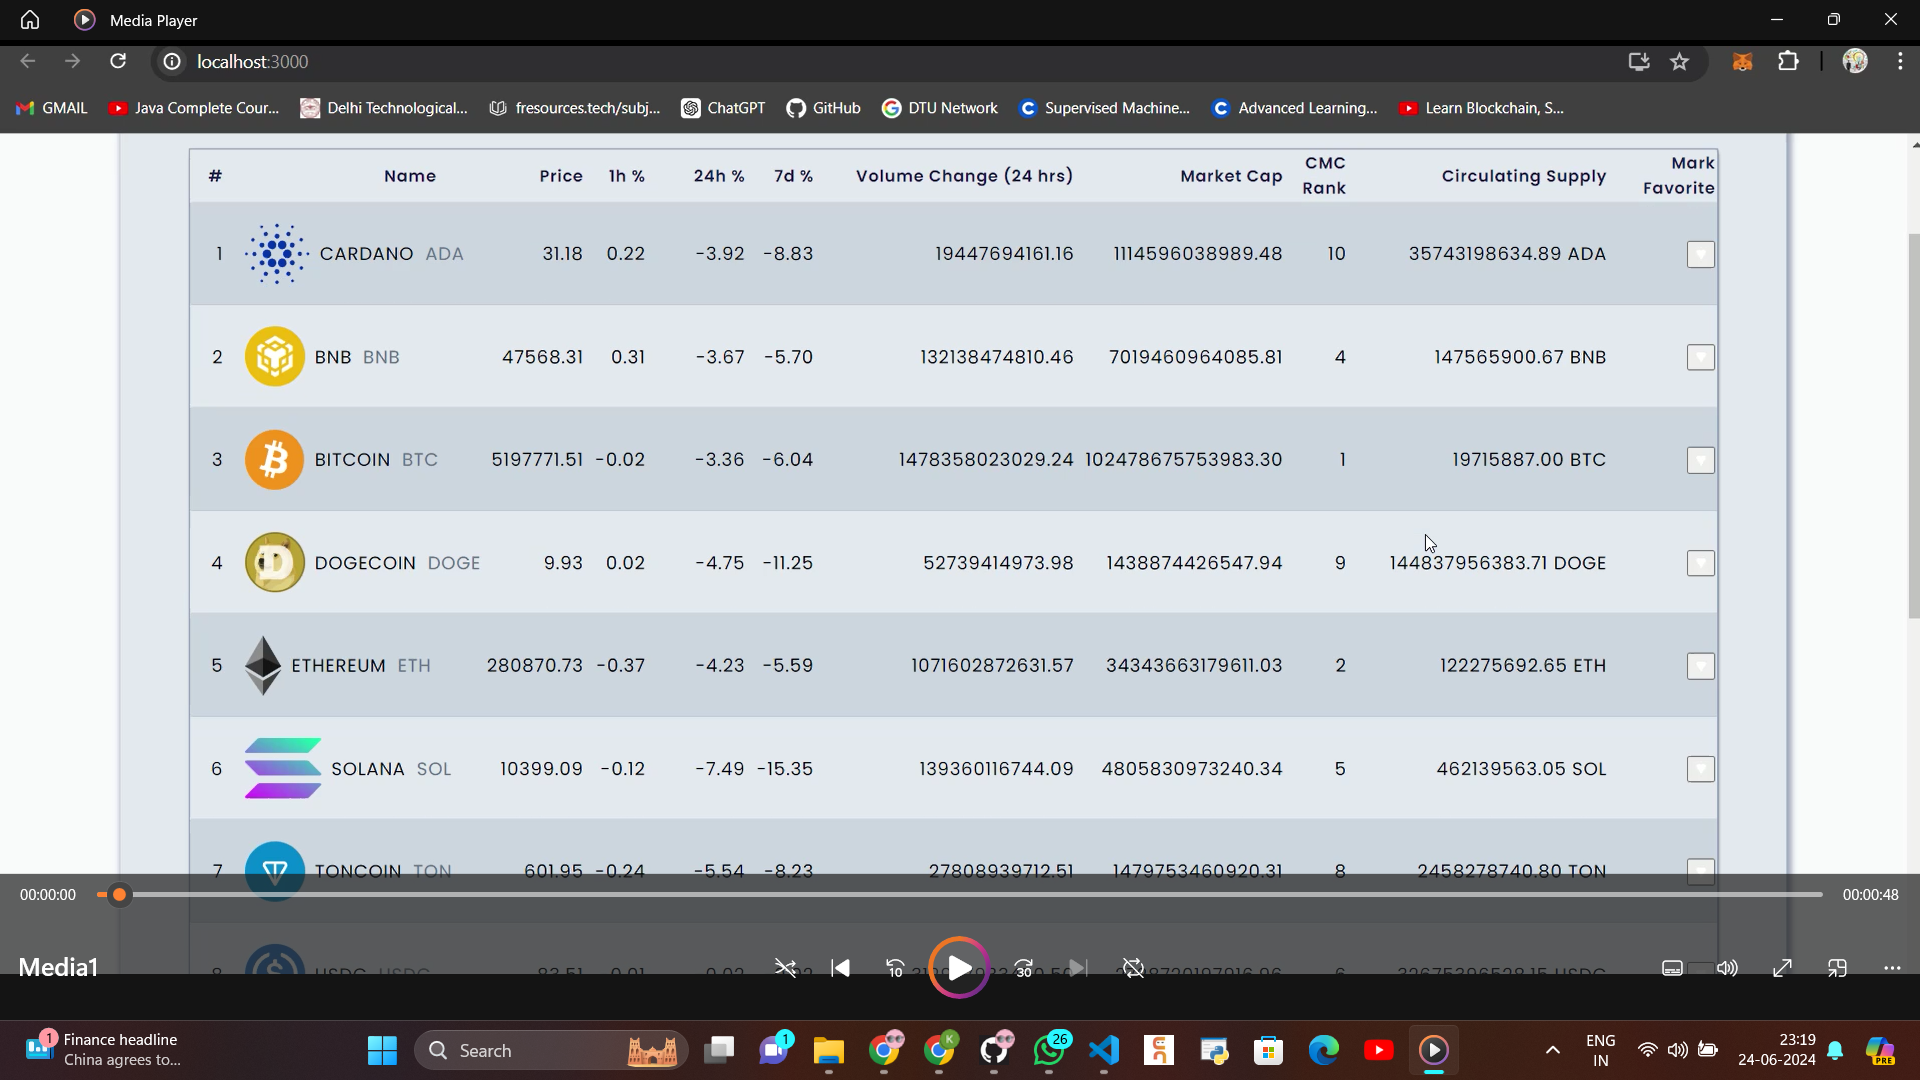 Media Player
localhost:3000
GMAIL Java Complete Cour... Delhi Technological... fresources.tech/subj... ChatGPT GitHub DTU Network Supervised Machine... Advanced Learning... Learn Blockchain, S...
# Name Price 1h % 24h % 7d % Volume Change (24 hrs) Market Cap CMC Rank Circulating Supply Mark Favorite
1 CARDANO ADA 31.18 0.22 -3.92 -8.83 19447694161.16 1114596038989.48 10 35743198634.89 ADA
2 BNB BNB 47568.31 0.31 -3.67 -5.70 132138474810.46 7019460964085.81 4 147565900.67 BNB
3 BITCOIN BTC 5197771.51 -0.02 -3.36 -6.04 1478358023029.24 102478675753983.30 1 19715887.00 BTC
4 DOGECOIN DOGE 9.93 0.02 -4.75 -11.25 52739414973.98 1438874426547.94 9 144837956383.71 DOGE
5 ETHEREUM ETH 280870.73 -0.37 -4.23 -5.59 1071602872631.57 34343663179611.03 2 122275692.65 ETH
6 SOLANA SOL 10399.09 -0.12 -7.49 -15.35 139360116744.09 4805830973240.34 5 462139563.05 SOL
7 TONCOIN TON 601.95 -0.24 -5.54 -8.23 27808939712.51 1479753460920.31 8 2458278740.80 TON
00:00:00 00:00:48
Media1 10 30
8 USDC USDC 83.51
1 Finance headline
China agrees to...
Search 1 K 26
ENG
IN
23:19
24-06-2024
PRE